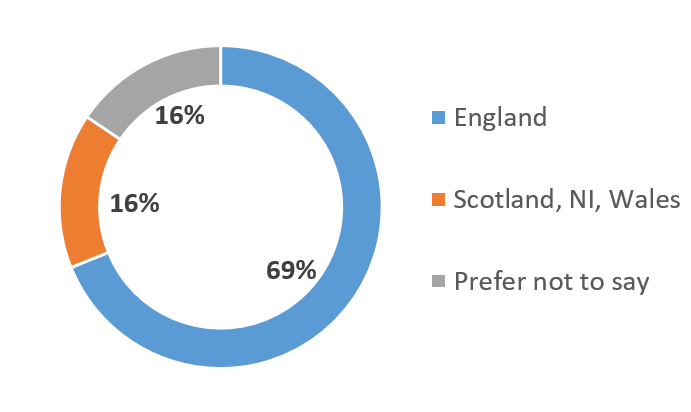 16%
16%
69%
England
Scotland, NI, Wales
Prefer not to say